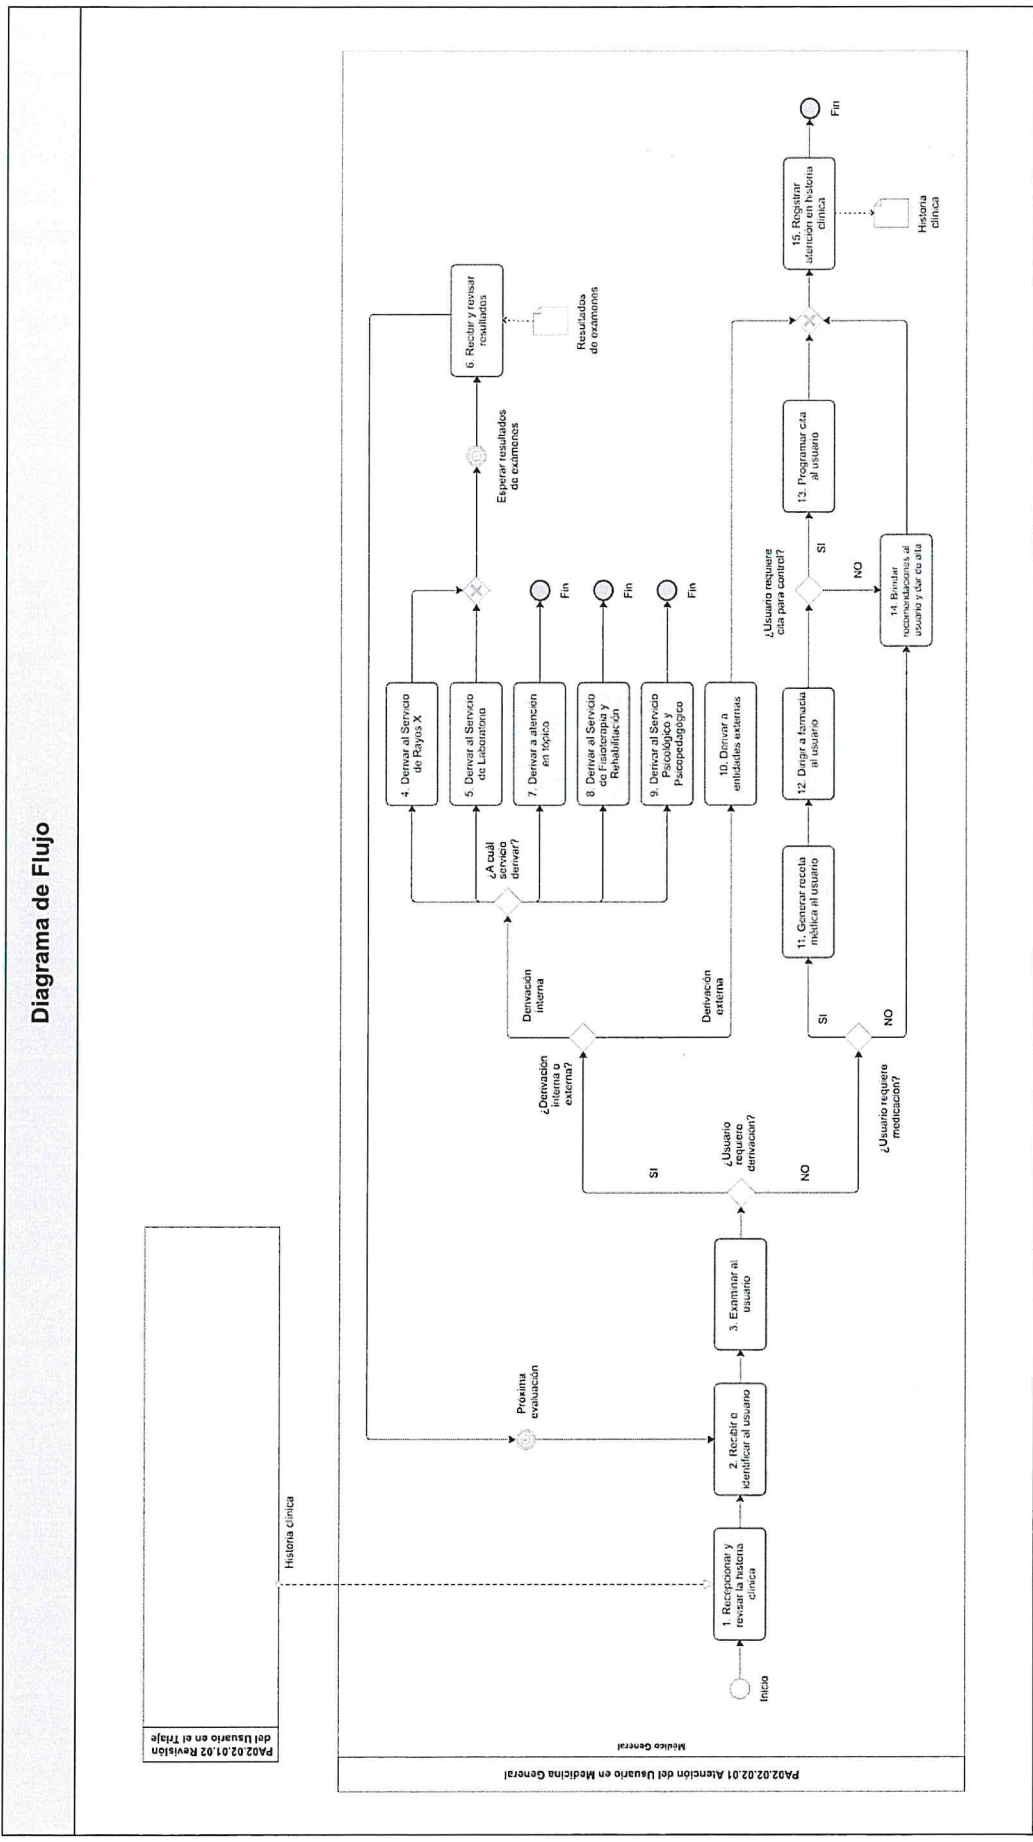 Diagrama de Flujo
PA02.02.01.02 Revisión
del Usuario en el Triaje
Historia clínica
PA02.02.02.01 Atención del Usuario en Medicina General
Médico General
Inicio
1. Recepcionar y
revisar la historia
clínica
2. Recibir e
identificar al usuario
Próxima
evaluación
3. Examinar al
usuario
¿Usuario
requiere
derivación?
SI
NO
¿Derivación
interna o
externa?
Derivación
interna
Derivación
externa
¿A cuál
servicio
derivar?
4. Derivar al Servicio
de Rayos X
5. Derivar al Servicio
de Laboratorio
7. Derivar a atención
en tópico
8. Derivar al Servicio
de Fisioterapia y
Rehabilitación
9. Derivar al Servicio
Psicológico y
Psicopedagógico
10. Derivar a
entidades externas
Fin
Fin
Fin
Esperar resultados
de exámenes
6. Recibir y revisar
resultados
Resultados
de exámenes
¿Usuario requiere
medicación?
SI
NO
11. Generar receta
médica al usuario
12. Dirigir a farmacia
al usuario
¿Usuario requiere
cita para control?
SI
NO
13. Programar cita
al usuario
14. Brindar
recomendaciones al
usuario y dar de alta
15. Registrar
atención en historia
clínica
Historia
clínica
Fin